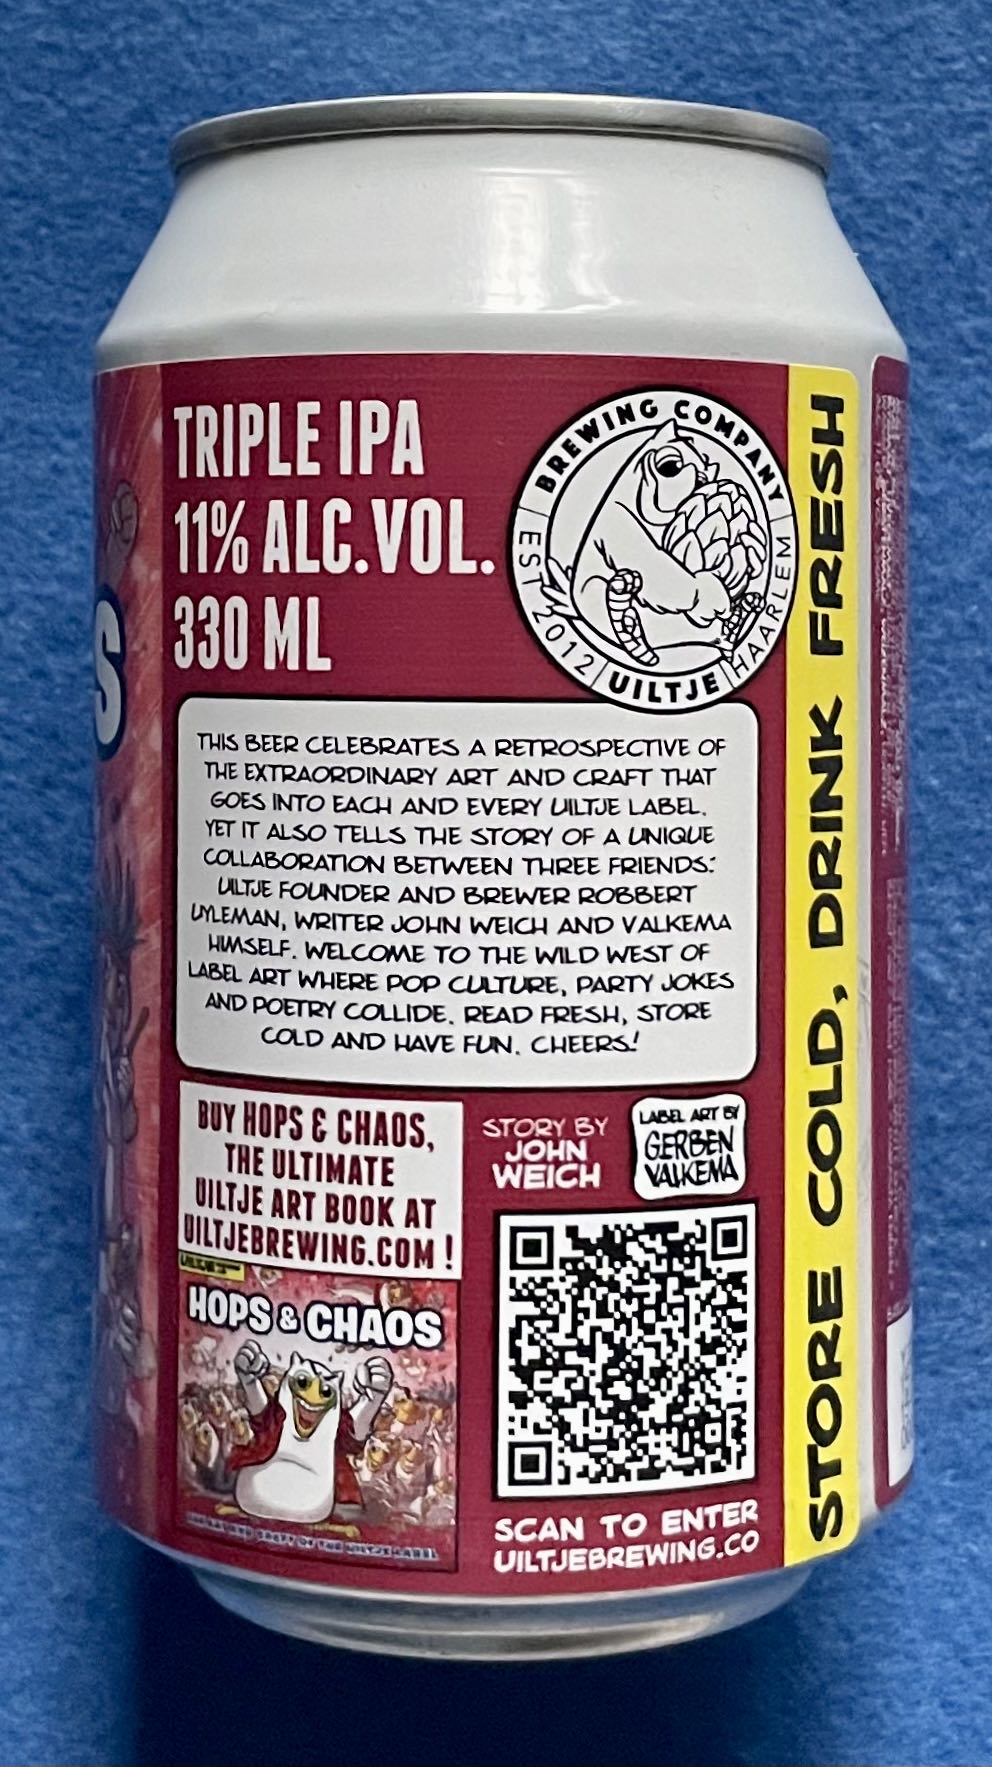 TRIPLE IPA
11% ALC.VOL.
330 ML
BREWING COMPANY
EST 2012
UILTJE
HAARLEM
THIS BEER CELEBRATES A RETROSPECTIVE OF
THE EXTRAORDINARY ART AND CRAFT THAT
GOES INTO EACH AND EVERY UILTJE LABEL.
YET IT ALSO TELLS THE STORY OF A UNIQUE
COLLABORATION BETWEEN THREE FRIENDS:
UILTJE FOUNDER AND BREWER ROBBERT
UYLEMAN, WRITER JOHN WEICH AND VALKEMA
HIMSELF. WELCOME TO THE WILD WEST OF
LABEL ART WHERE POP CULTURE, PARTY JOKES
AND POETRY COLLIDE. READ FRESH, STORE
COLD AND HAVE FUN. CHEERS!
BUY HOPS & CHAOS,
THE ULTIMATE
UILTJE ART BOOK AT
UILTJEBREWING.COM !
HOPS & CHAOS
CRAFT OF THE UILTJE LABEL
STORY BY
JOHN
WEICH
LABEL ART BY
GERBEN
VALKEMA
SCAN TO ENTER
UILTJEBREWING.CO
STORE COLD, DRINK FRESH
S